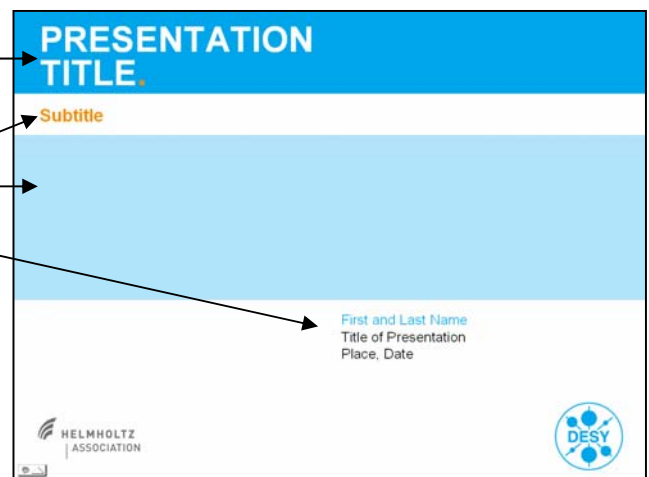 PRESENTATION
TITLE.
Subtitle
First and Last Name
Title of Presentation
Place, Date
HELMHOLTZ
ASSOCIATION
DESY